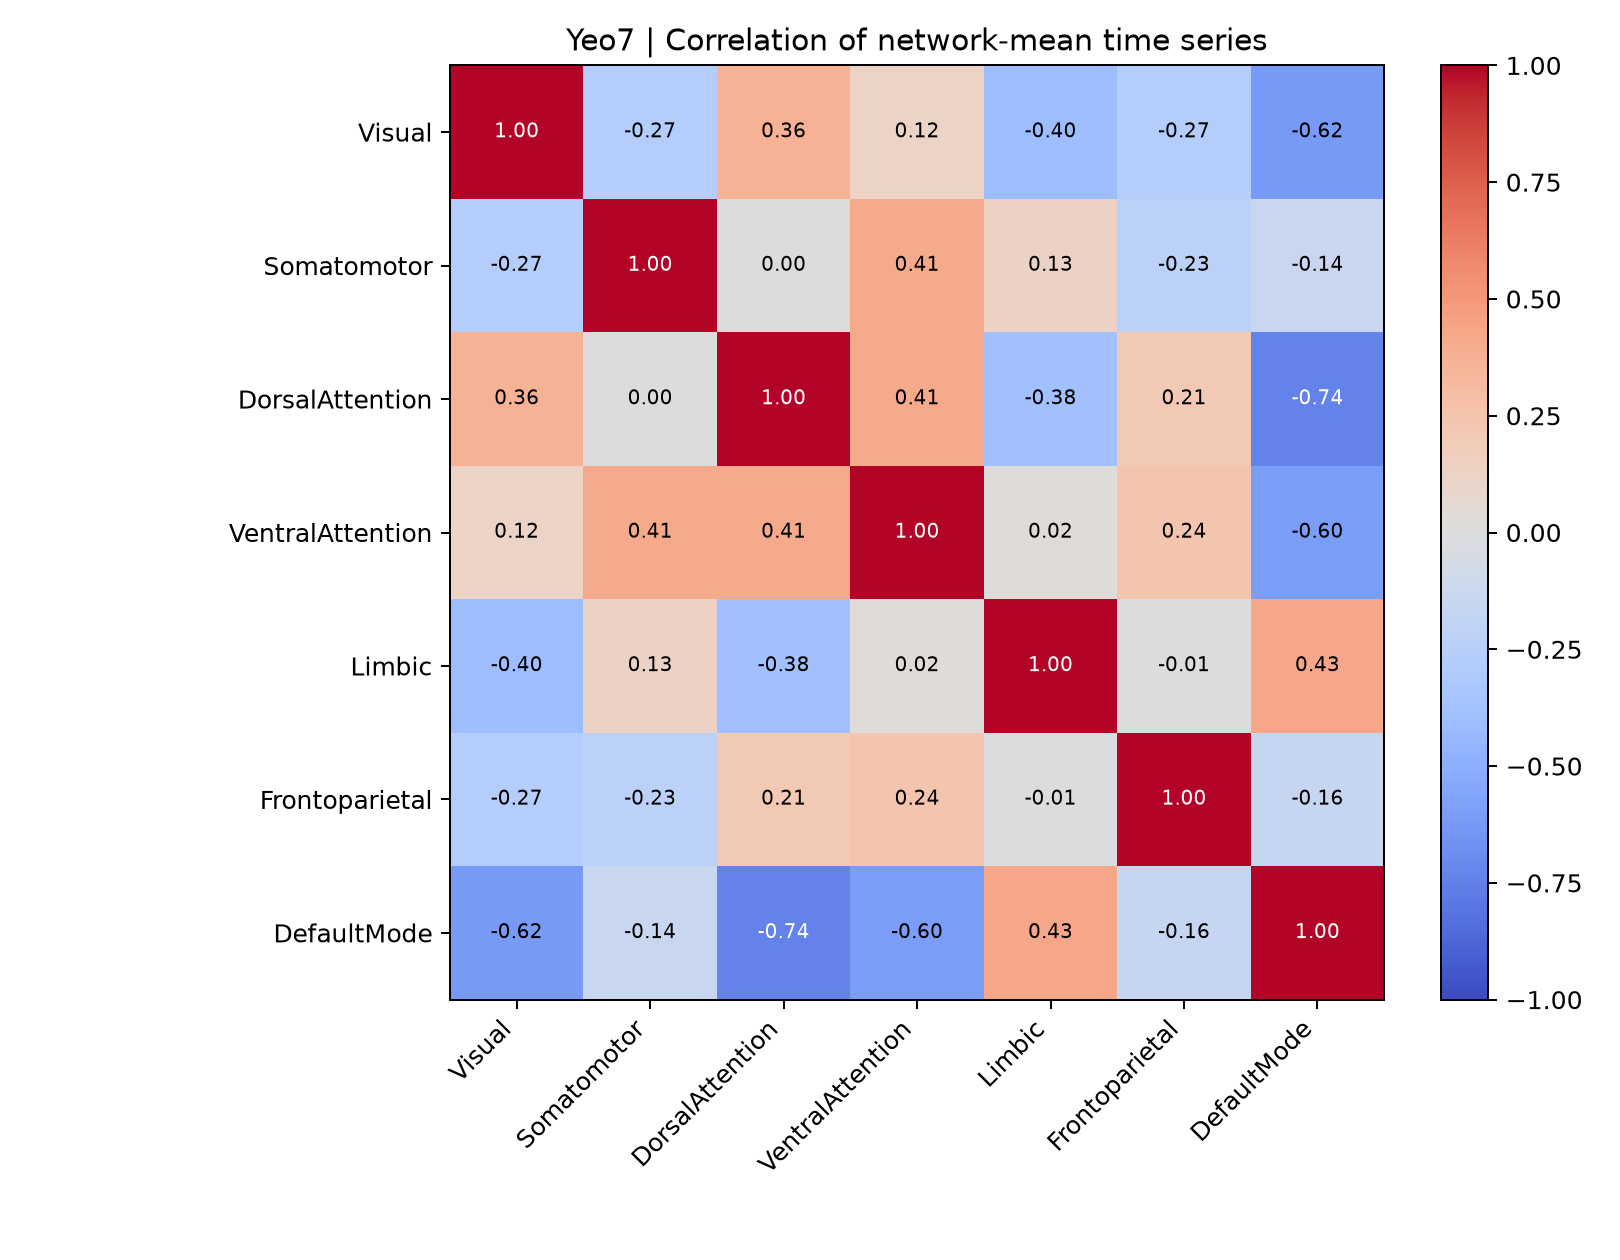 Yeo7 | Correlation of network-mean time series
Visual 1.00 -0.27 0.36 0.12 -0.40 -0.27 -0.62
Somatomotor -0.27 1.00 0.00 0.41 0.13 -0.23 -0.14
DorsalAttention 0.36 0.00 1.00 0.41 -0.38 0.21 -0.74
VentralAttention 0.12 0.41 0.41 1.00 0.02 0.24 -0.60
Limbic -0.40 0.13 -0.38 0.02 1.00 -0.01 0.43
Frontoparietal -0.27 -0.23 0.21 0.24 -0.01 1.00 -0.16
DefaultMode -0.62 -0.14 -0.74 -0.60 0.43 -0.16 1.00
Visual
Somatomotor
DorsalAttention
VentralAttention
Limbic
Frontoparietal
DefaultMode
1.00
0.75
0.50
0.25
0.00
−0.25
−0.50
−0.75
−1.00